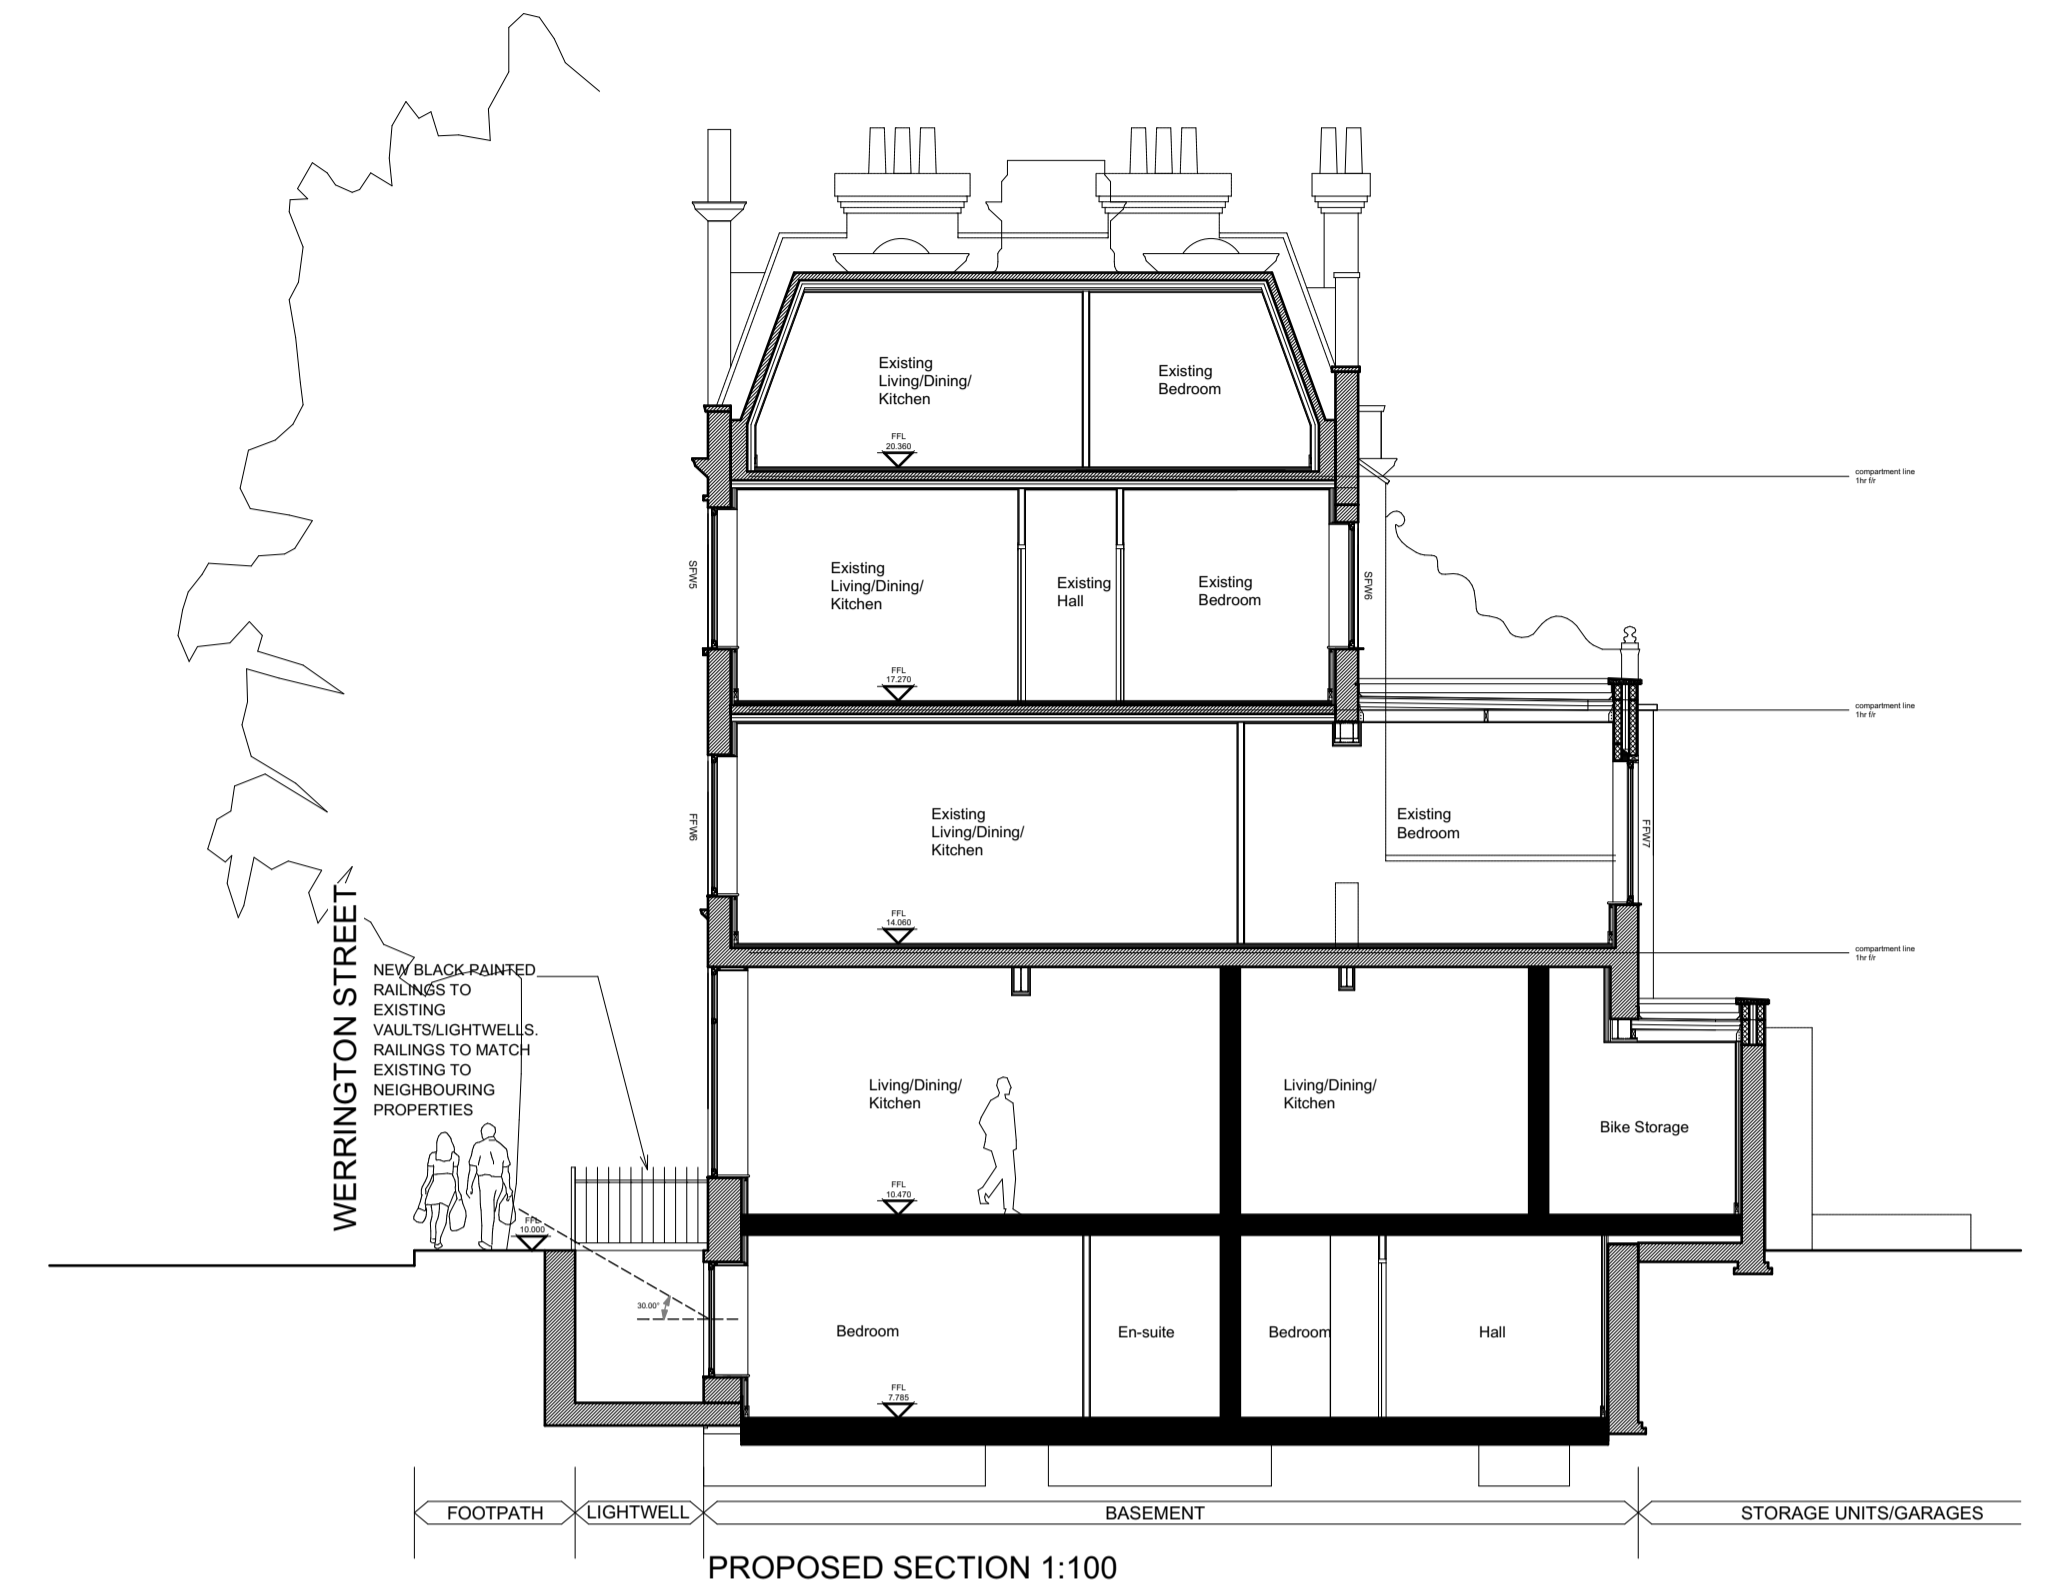 Existing
Living/Dining/
Kitchen
Existing
Bedroom
FFL
20.360
compartment line
1hr f/r
SFW5
Existing
Living/Dining/
Kitchen
Existing
Hall
Existing
Bedroom
SFW6
FFL
17.270
compartment line
1hr f/r
FFW6
Existing
Living/Dining/
Kitchen
Existing
Bedroom
FFW7
FFL
14.060
compartment line
1hr f/r
WERRINGTON STREET
NEW BLACK PAINTED
RAILINGS TO
EXISTING
VAULTS/LIGHTWELLS.
RAILINGS TO MATCH
EXISTING TO
NEIGHBOURING
PROPERTIES
Living/Dining/
Kitchen
Living/Dining/
Kitchen
Bike Storage
FFL
10.470
FFL
10.000
30.00°
Bedroom
En-suite
Bedroom
Hall
FFL
7.785
FOOTPATH
LIGHTWELL
BASEMENT
STORAGE UNITS/GARAGES
PROPOSED SECTION 1:100